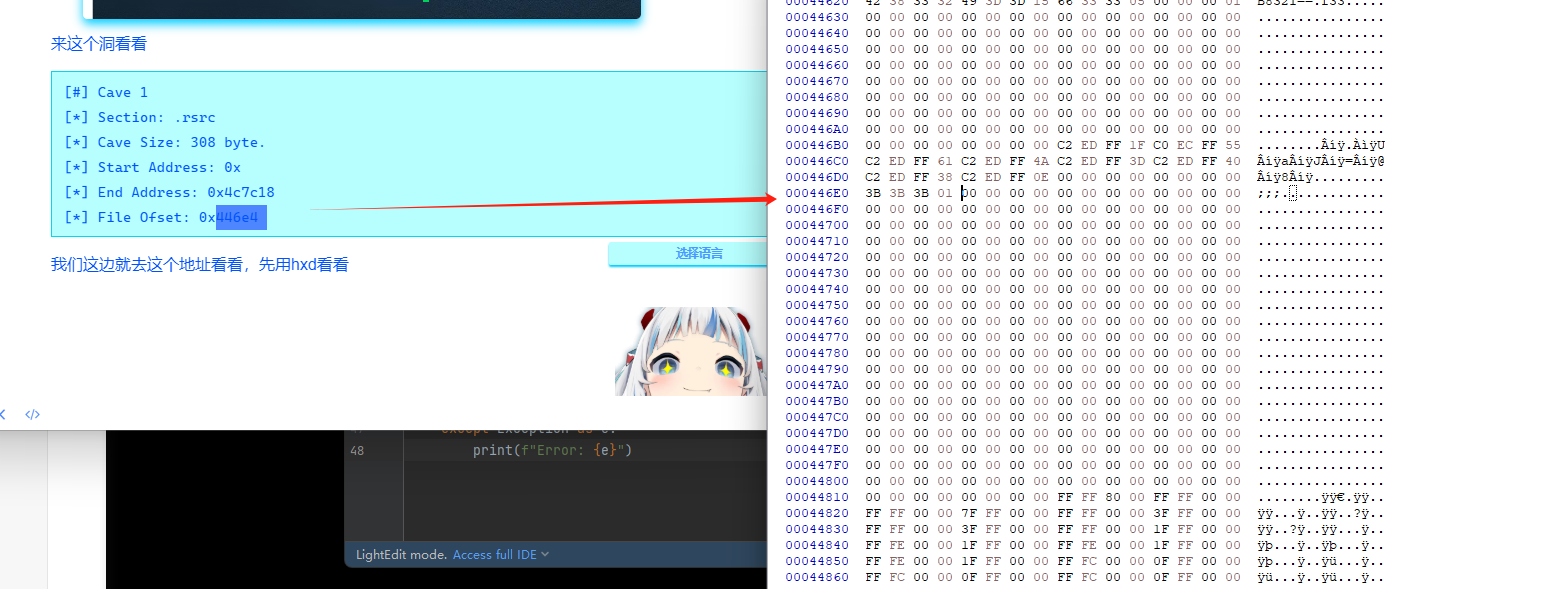 来这个洞看看
[#] Cave 1
[*] Section: .rsrc
[*] Cave Size: 308 byte.
[*] Start Address: 0x
[*] End Address: 0x4c7c18
[*] File Ofset: 0x446e4
我们这边就去这个地址看看，先用hxd看看
选择语言
</>
48 print(f"Error: {e}")
LightEdit mode. Access full IDE
00044620 42 38 33 32 49 3D 3D 15 66 33 33 05 00 00 00 01 B832I==.f33.....
00044630 00 00 00 00 00 00 00 00 00 00 00 00 00 00 00 00 ................
00044640 00 00 00 00 00 00 00 00 00 00 00 00 00 00 00 00 ................
00044650 00 00 00 00 00 00 00 00 00 00 00 00 00 00 00 00 ................
00044660 00 00 00 00 00 00 00 00 00 00 00 00 00 00 00 00 ................
00044670 00 00 00 00 00 00 00 00 00 00 00 00 00 00 00 00 ................
00044680 00 00 00 00 00 00 00 00 00 00 00 00 00 00 00 00 ................
00044690 00 00 00 00 00 00 00 00 00 00 00 00 00 00 00 00 ................
000446A0 00 00 00 00 00 00 00 00 00 00 00 00 00 00 00 00 ................
000446B0 00 00 00 00 00 00 00 00 C2 ED FF 1F C0 EC FF 55 ........Âíÿ.ÀìÿU
000446C0 C2 ED FF 61 C2 ED FF 4A C2 ED FF 3D C2 ED FF 40 ÂíÿaÂíÿJÂíÿ=Âíÿ@
000446D0 C2 ED FF 38 C2 ED FF 0E 00 00 00 00 00 00 00 00 Âíÿ8Âíÿ.........
000446E0 3B 3B 3B 01 00 00 00 00 00 00 00 00 00 00 00 00 ;;;.............
000446F0 00 00 00 00 00 00 00 00 00 00 00 00 00 00 00 00 ................
00044700 00 00 00 00 00 00 00 00 00 00 00 00 00 00 00 00 ................
00044710 00 00 00 00 00 00 00 00 00 00 00 00 00 00 00 00 ................
00044720 00 00 00 00 00 00 00 00 00 00 00 00 00 00 00 00 ................
00044730 00 00 00 00 00 00 00 00 00 00 00 00 00 00 00 00 ................
00044740 00 00 00 00 00 00 00 00 00 00 00 00 00 00 00 00 ................
00044750 00 00 00 00 00 00 00 00 00 00 00 00 00 00 00 00 ................
00044760 00 00 00 00 00 00 00 00 00 00 00 00 00 00 00 00 ................
00044770 00 00 00 00 00 00 00 00 00 00 00 00 00 00 00 00 ................
00044780 00 00 00 00 00 00 00 00 00 00 00 00 00 00 00 00 ................
00044790 00 00 00 00 00 00 00 00 00 00 00 00 00 00 00 00 ................
000447A0 00 00 00 00 00 00 00 00 00 00 00 00 00 00 00 00 ................
000447B0 00 00 00 00 00 00 00 00 00 00 00 00 00 00 00 00 ................
000447C0 00 00 00 00 00 00 00 00 00 00 00 00 00 00 00 00 ................
000447D0 00 00 00 00 00 00 00 00 00 00 00 00 00 00 00 00 ................
000447E0 00 00 00 00 00 00 00 00 00 00 00 00 00 00 00 00 ................
000447F0 00 00 00 00 00 00 00 00 00 00 00 00 00 00 00 00 ................
00044800 00 00 00 00 00 00 00 00 00 00 00 00 00 00 00 00 ................
00044810 00 00 00 00 00 00 00 00 FF FF 80 00 FF FF 00 00 ........ÿÿ€.ÿÿ..
00044820 FF FF 00 00 7F FF 00 00 FF FF 00 00 3F FF 00 00 ÿÿ...ÿ..ÿÿ..?ÿ..
00044830 FF FF 00 00 3F FF 00 00 FF FF 00 00 1F FF 00 00 ÿÿ..?ÿ..ÿÿ...ÿ..
00044840 FF FE 00 00 1F FF 00 00 FF FE 00 00 1F FF 00 00 ÿþ...ÿ..ÿþ...ÿ..
00044850 FF FE 00 00 1F FF 00 00 FF FC 00 00 1F FF 00 00 ÿþ...ÿ..ÿü...ÿ..
00044860 FF FC 00 00 0F FF 00 00 FF FC 00 00 0F FF 00 00 ÿü...ÿ..ÿü...ÿ..